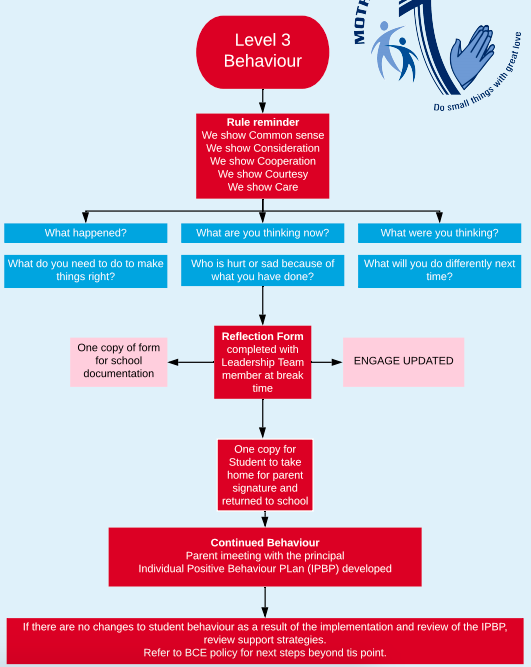 MOTH
Do small things with great love
Level 3
Behaviour
Rule reminder
We show Common sense
We show Consideration
We show Cooperation
We show Courtesy
We show Care
What happened?
What are you thinking now?
What were you thinking?
What do you need to do to make
things right?
Who is hurt or sad because of
what you have done?
What will you do differently next
time?
Reflection Form
completed with
Leadership Team
member at break
time
One copy of form
for school
documentation
ENGAGE UPDATED
One copy for
Student to take
home for parent
signature and
returned to school
Continued Behaviour
Parent imeeting with the principal
Individual Positive Behaviour PLan (IPBP) developed
If there are no changes to student behaviour as a result of the implementation and review of the IPBP,
review support strategies.
Refer to BCE policy for next steps beyond tis point.